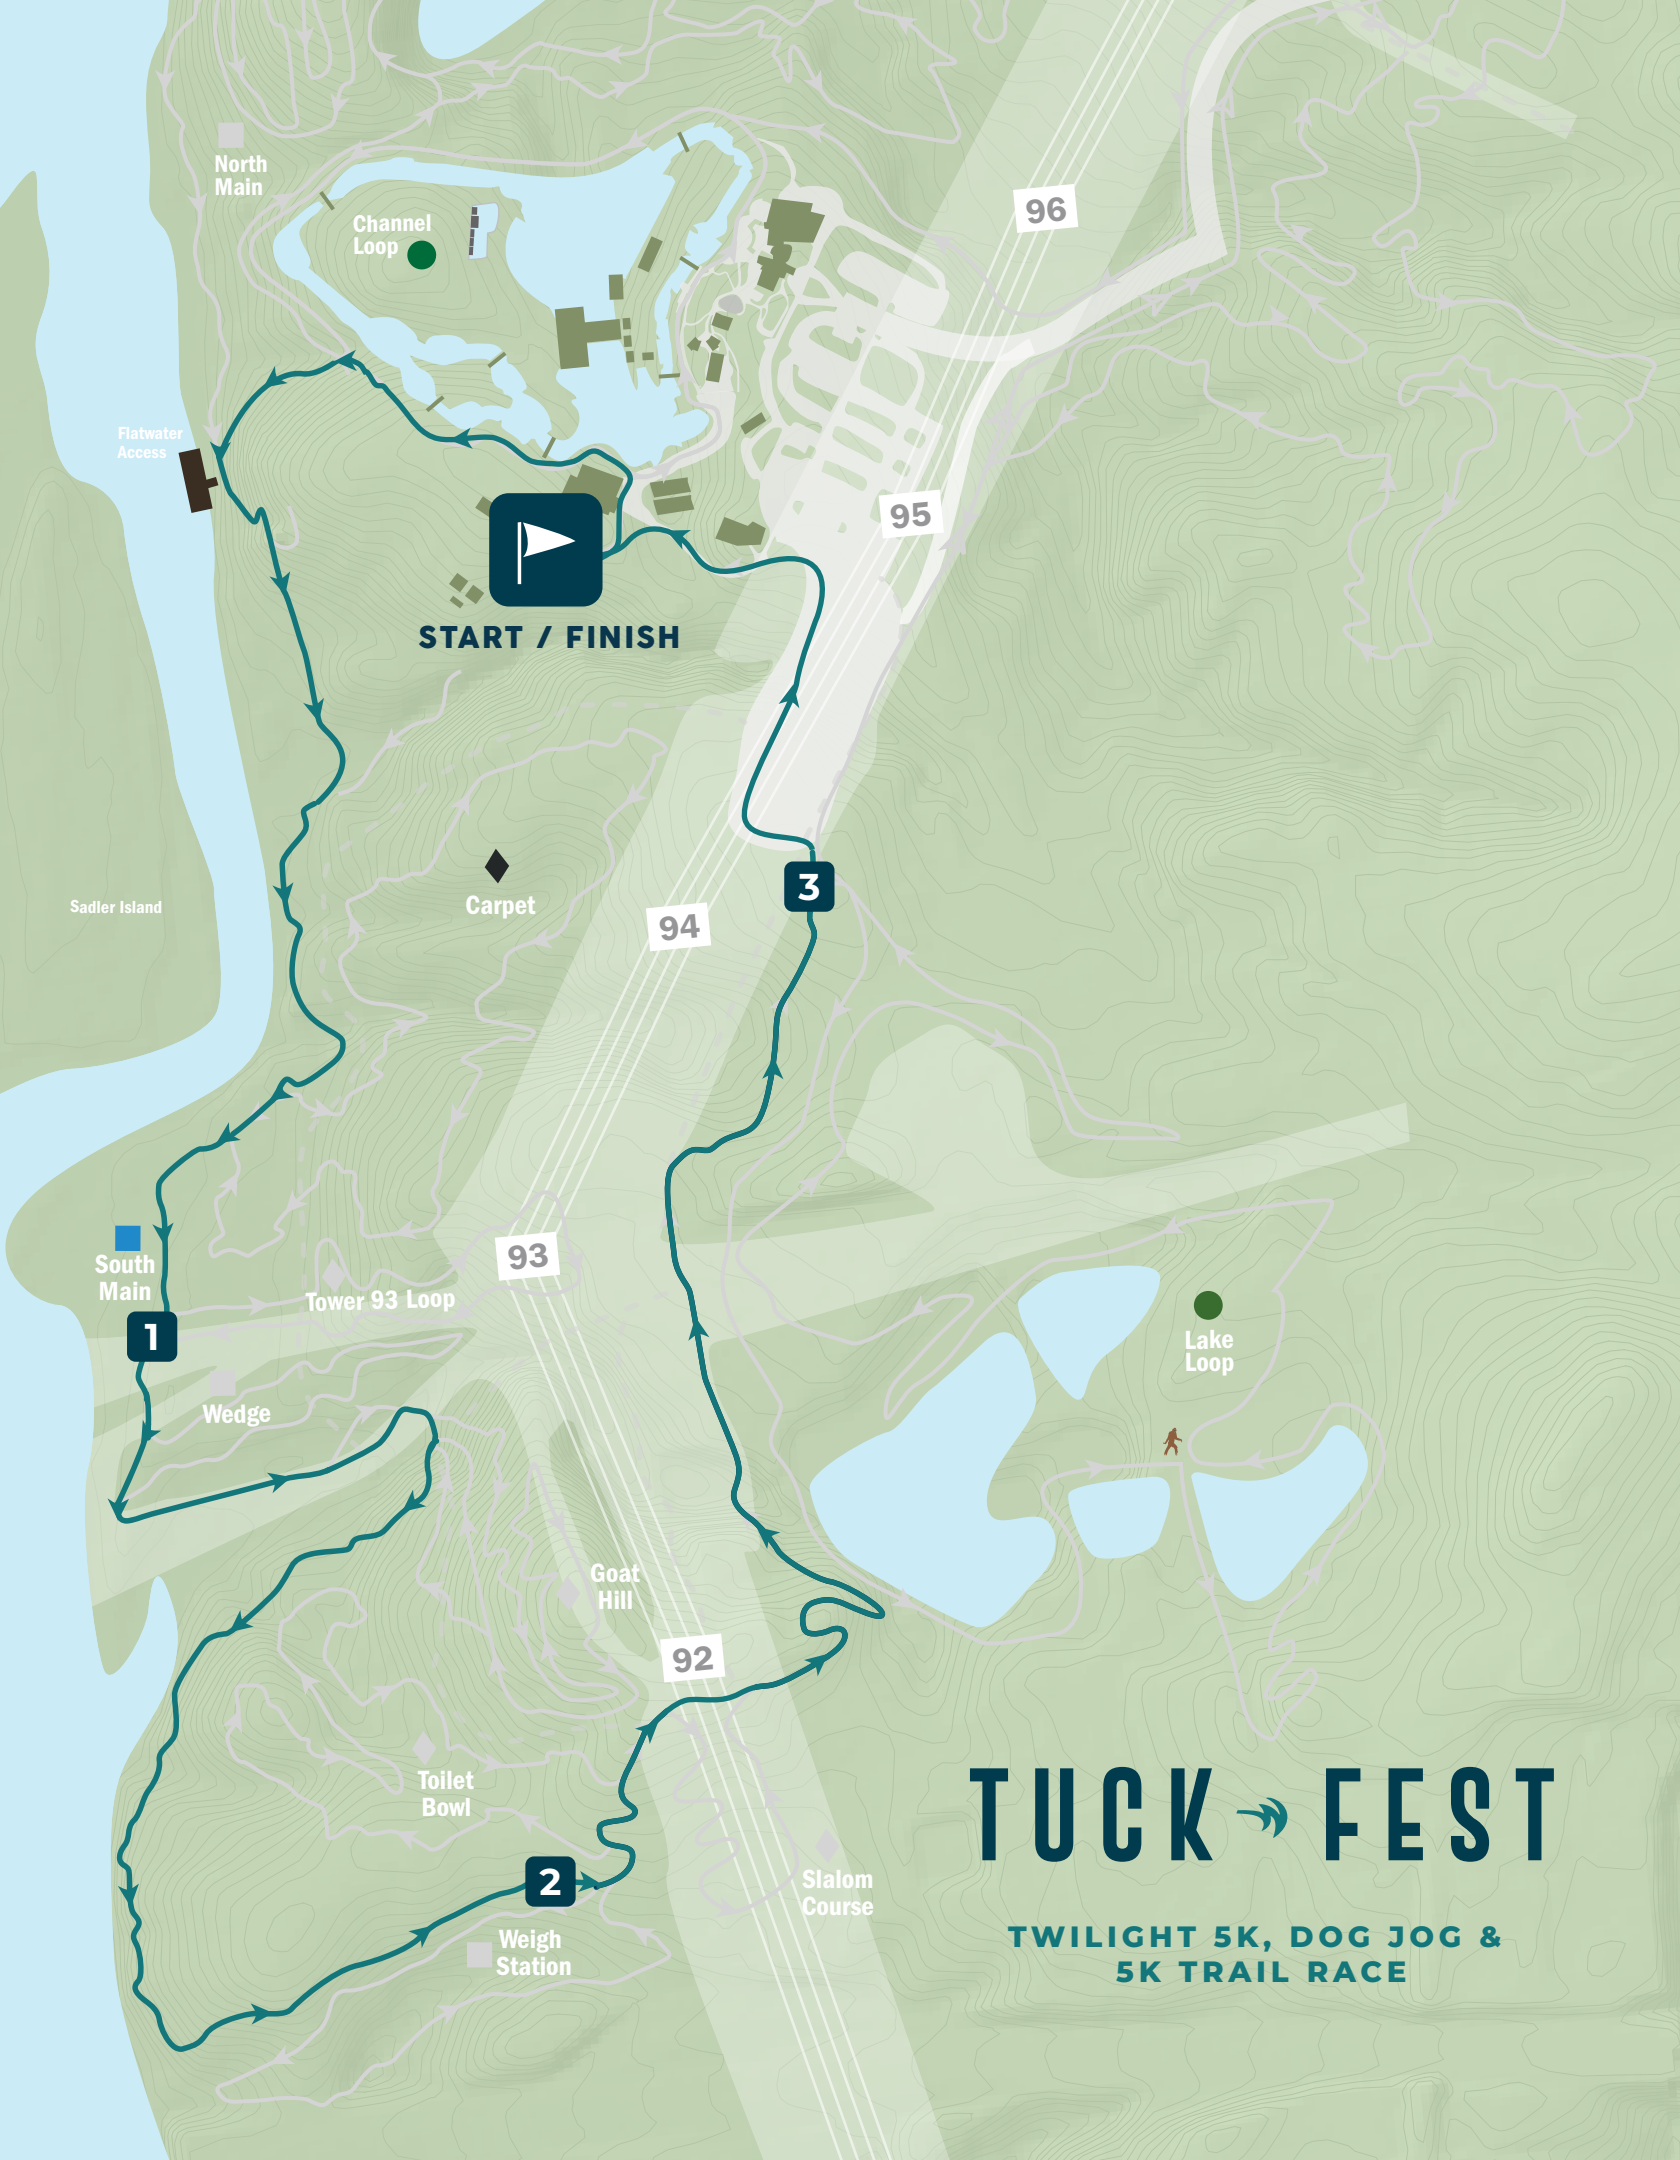 North
Main
Channel
Loop
96
Flatwater
Access
95
START / FINISH
Carpet
3
Sadler Island
94
South
Main
93
Tower 93 Loop
1
Lake
Loop
Wedge
Goat
Hill
92
Toilet
Bowl
TUCK FEST
2
Slalom
Course
Weigh
Station
TWILIGHT 5K, DOG JOG &
5K TRAIL RACE